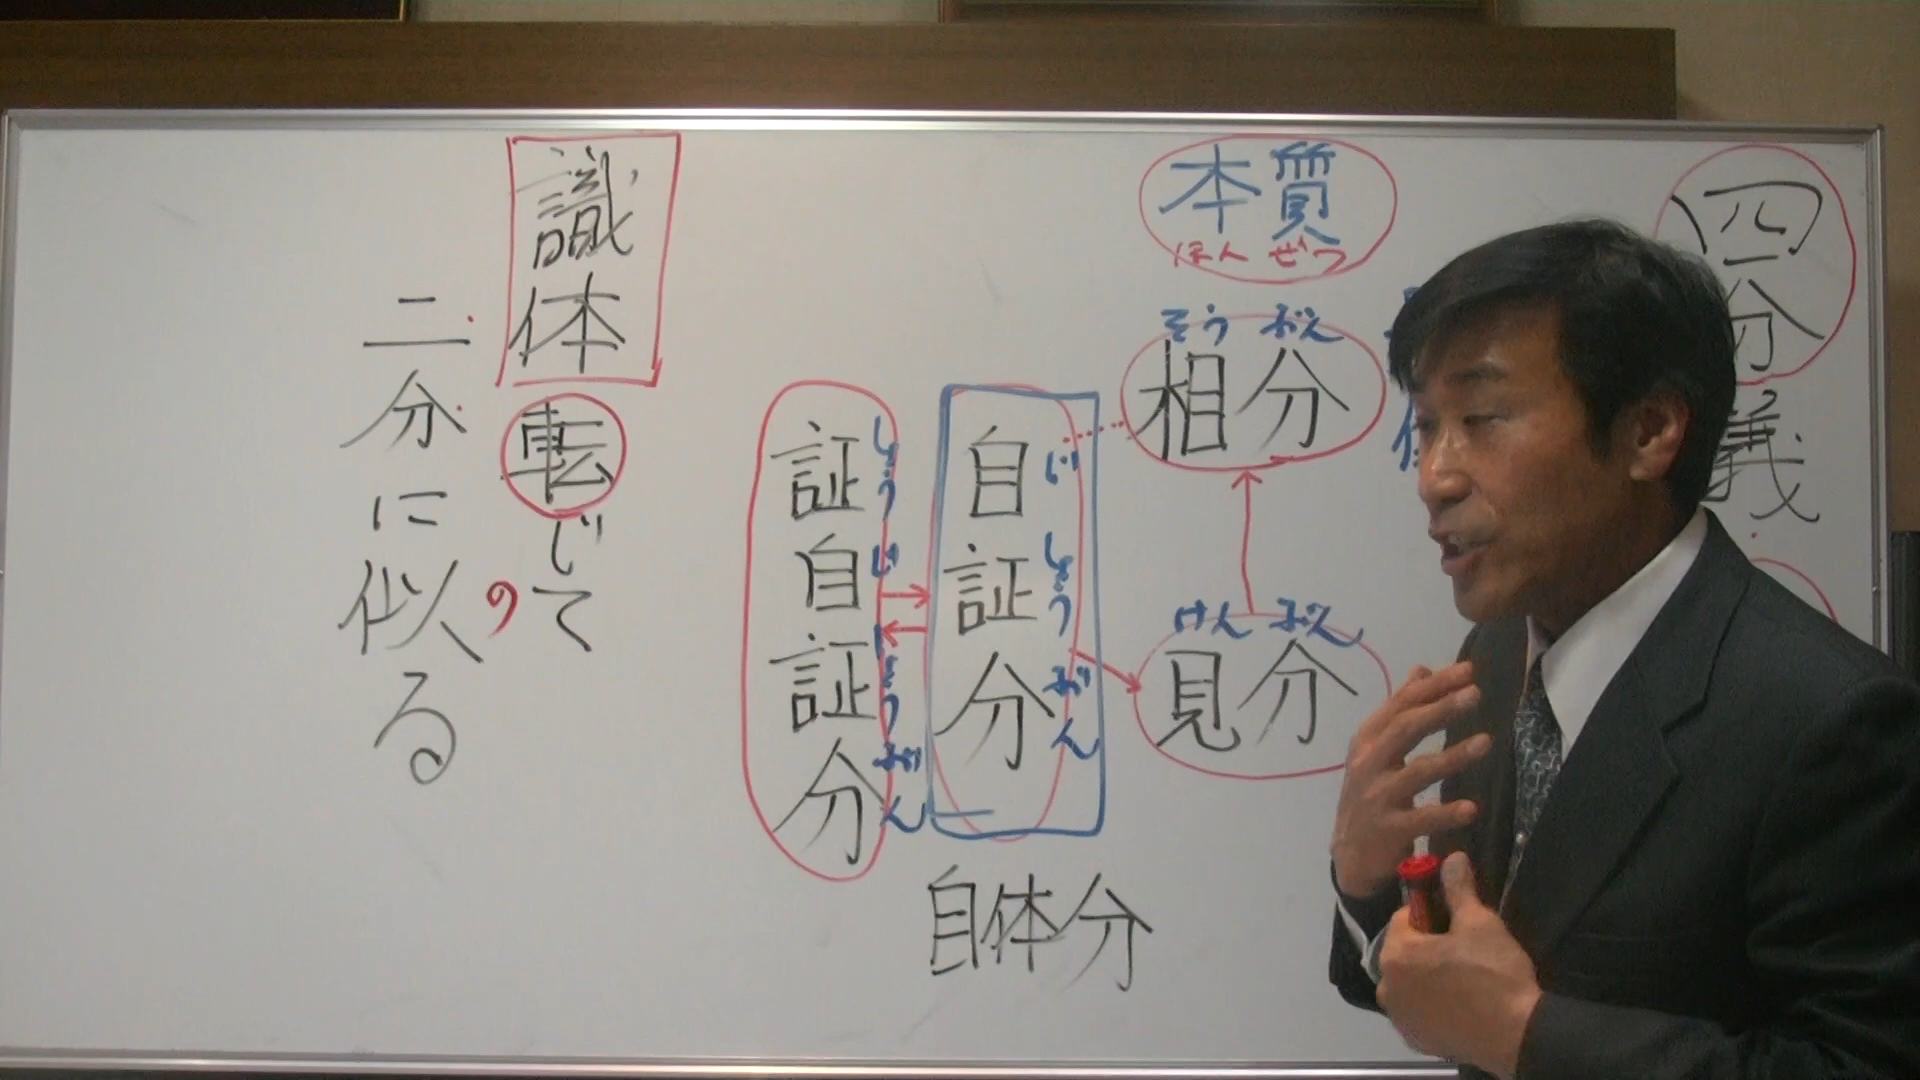 四分義
本質
ほんぜつ
そうぶん
相分
けんぶん
見分
自証分
じしょうぶん
自体分
証自証分
しょうじしょうぶん
識体
転じて
の
二分に似る